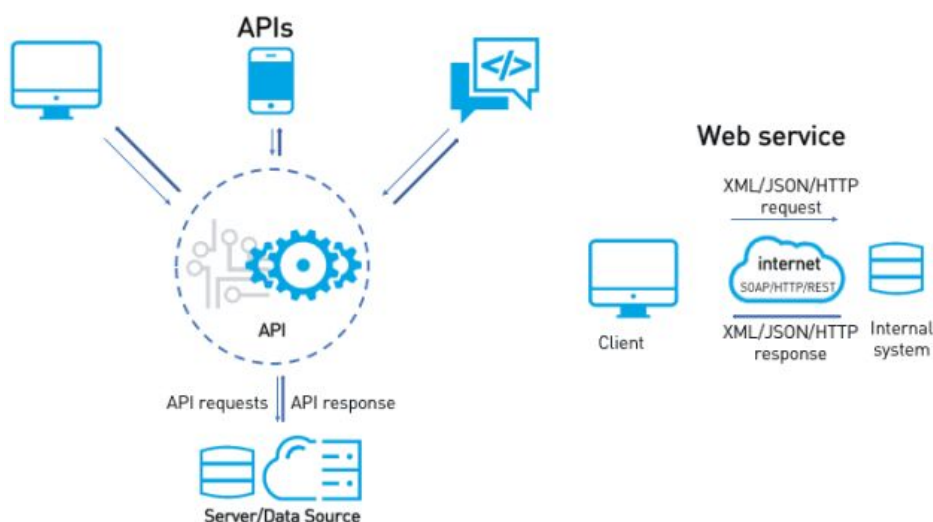 APIs
</>
API
API requests
API response
Server/Data Source
Web service
XML/JSON/HTTP
request
internet
SOAP/HTTP/REST
XML/JSON/HTTP
response
Client
Internal
system